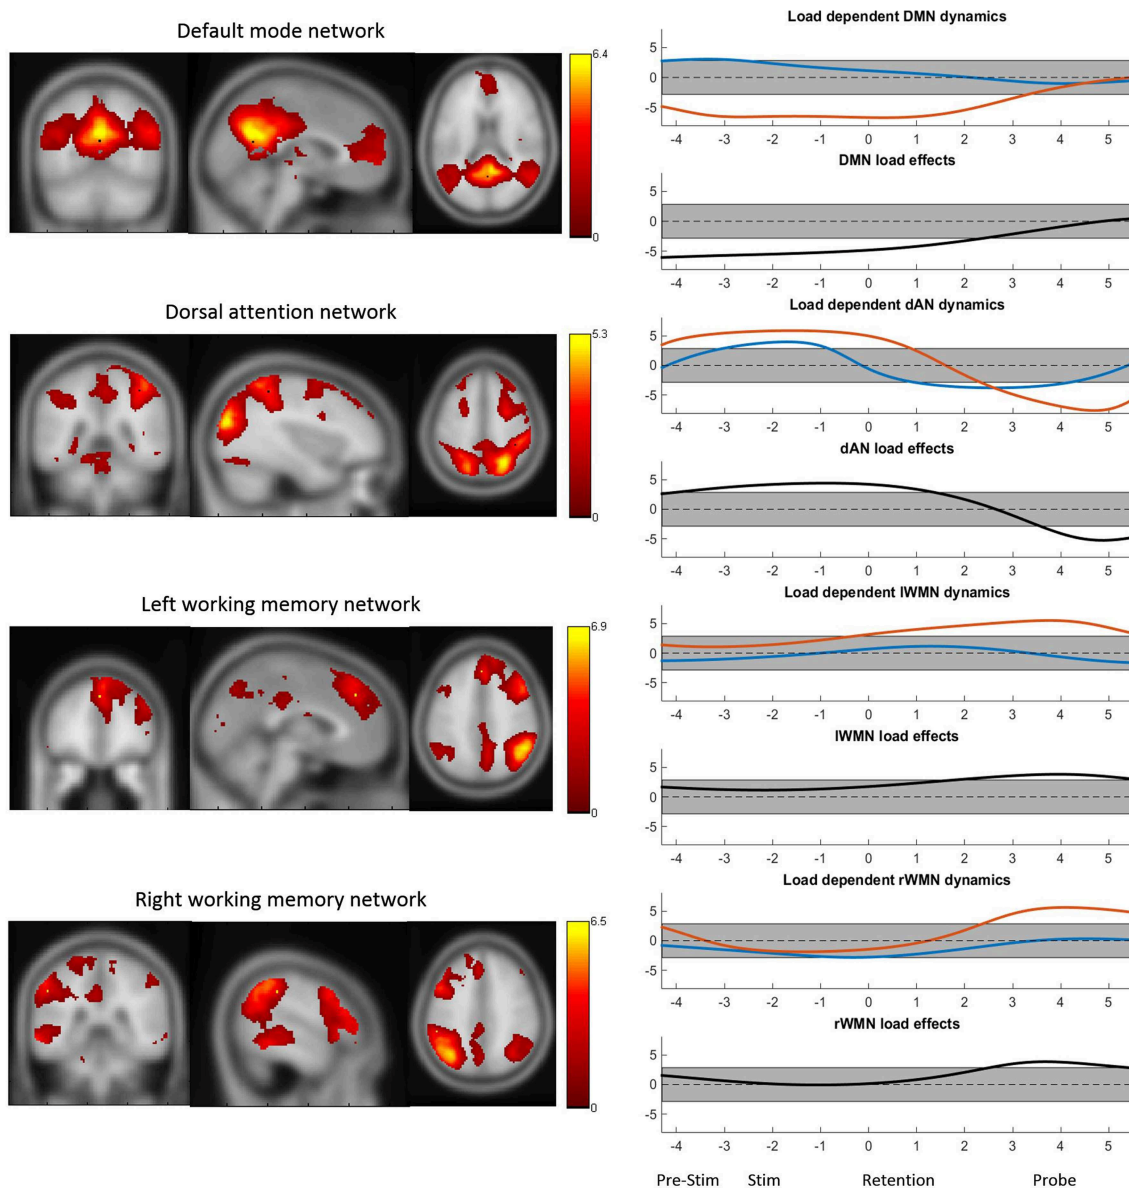 Default mode network
6.4
0
Dorsal attention network
5.3
0
Left working memory network
6.9
0
Right working memory network
6.5
0
Load dependent DMN dynamics
5
0
-5
-4 -3 -2 -1 0 1 2 3 4 5
DMN load effects
5
0
-5
-4 -3 -2 -1 0 1 2 3 4 5
Load dependent dAN dynamics
5
0
-5
-4 -3 -2 -1 0 1 2 3 4 5
dAN load effects
5
0
-5
-4 -3 -2 -1 0 1 2 3 4 5
Load dependent lWMN dynamics
5
0
-5
-4 -3 -2 -1 0 1 2 3 4 5
lWMN load effects
5
0
-5
-4 -3 -2 -1 0 1 2 3 4 5
Load dependent rWMN dynamics
5
0
-5
-4 -3 -2 -1 0 1 2 3 4 5
rWMN load effects
5
0
-5
-4 -3 -2 -1 0 1 2 3 4 5
Pre-Stim Stim Retention Probe